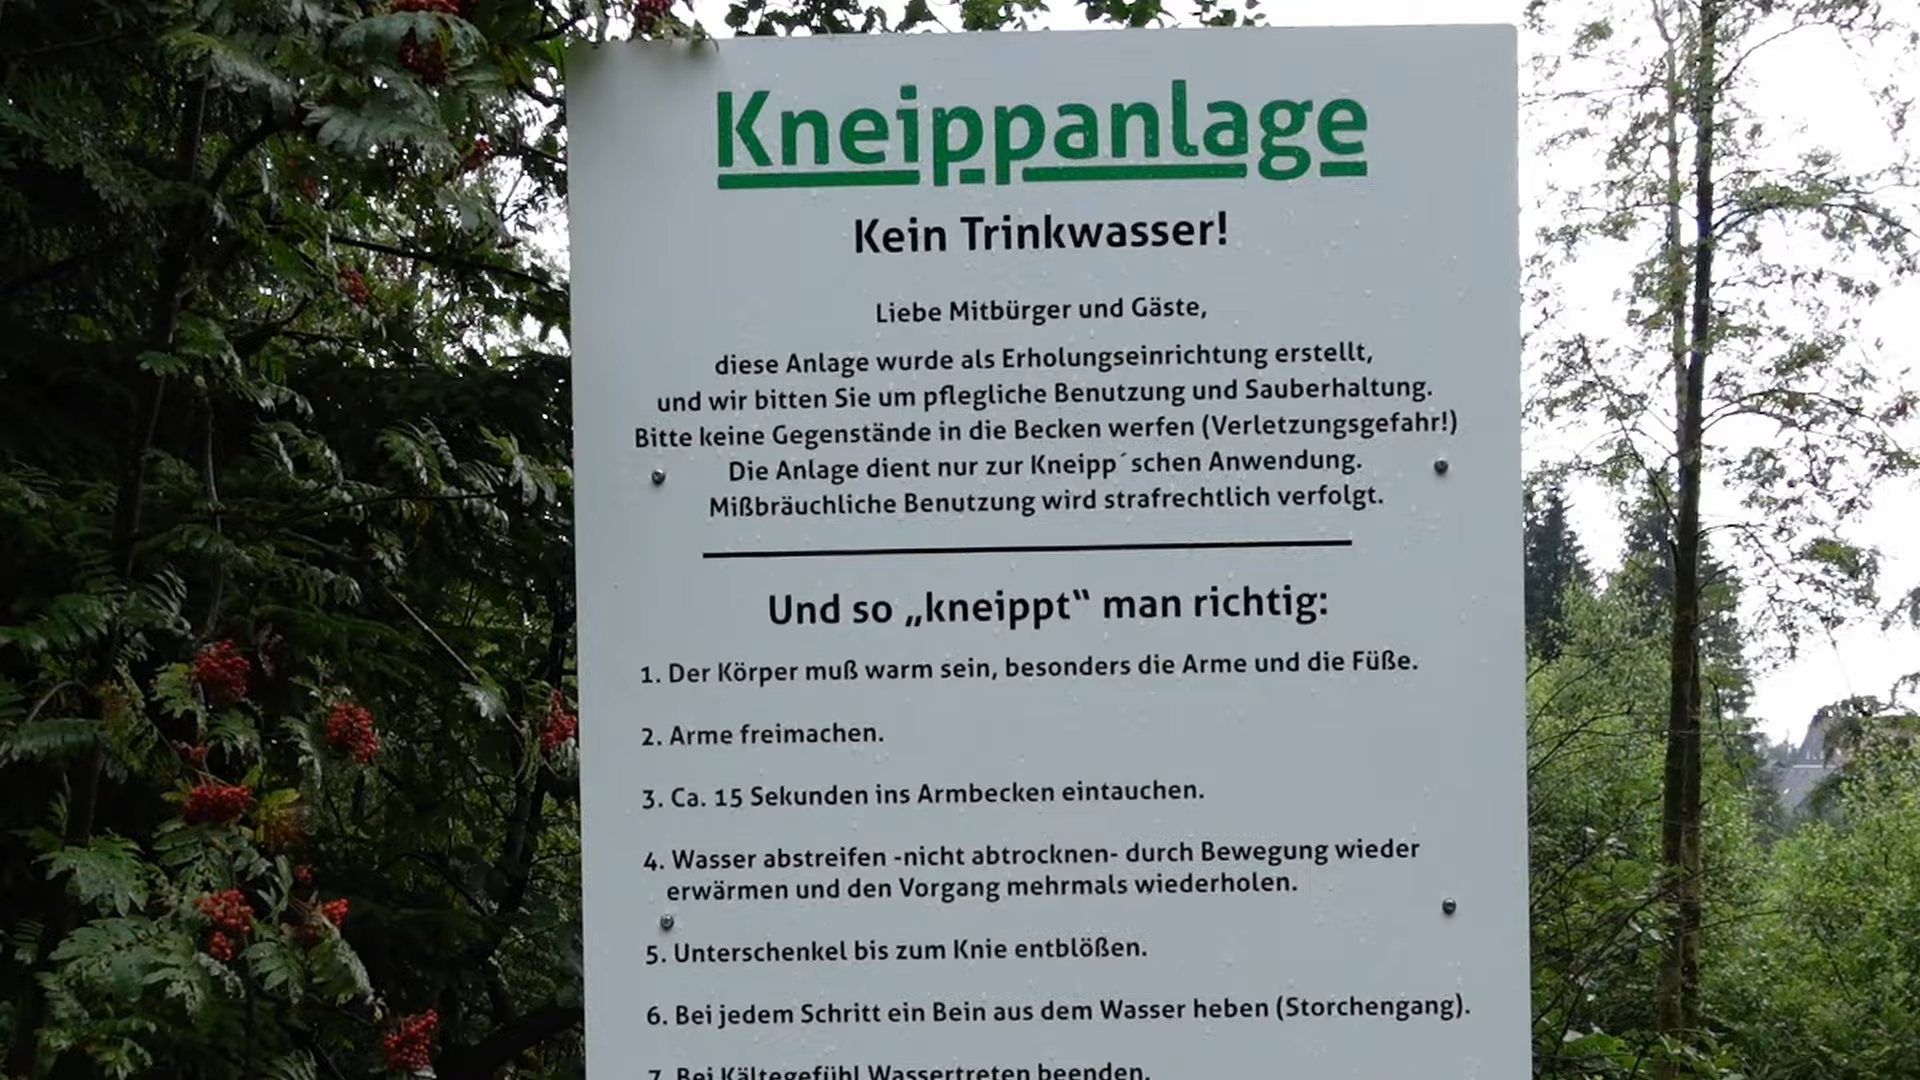 Kneippanlage
Kein Trinkwasser!
Liebe Mitbürger und Gäste,
diese Anlage wurde als Erholungseinrichtung erstellt,
und wir bitten Sie um pflegliche Benutzung und Sauberhaltung.
Bitte keine Gegenstände in die Becken werfen (Verletzungsgefahr!)
Die Anlage dient nur zur Kneipp´schen Anwendung.
Mißbräuchliche Benutzung wird strafrechtlich verfolgt.
Und so „kneippt“ man richtig:
1. Der Körper muß warm sein, besonders die Arme und die Füße.
2. Arme freimachen.
3. Ca. 15 Sekunden ins Armbecken eintauchen.
4. Wasser abstreifen -nicht abtrocknen- durch Bewegung wieder
erwärmen und den Vorgang mehrmals wiederholen.
5. Unterschenkel bis zum Knie entblößen.
6. Bei jedem Schritt ein Bein aus dem Wasser heben (Storchengang).
7. Bei Kältegefühl Wassertreten beenden.